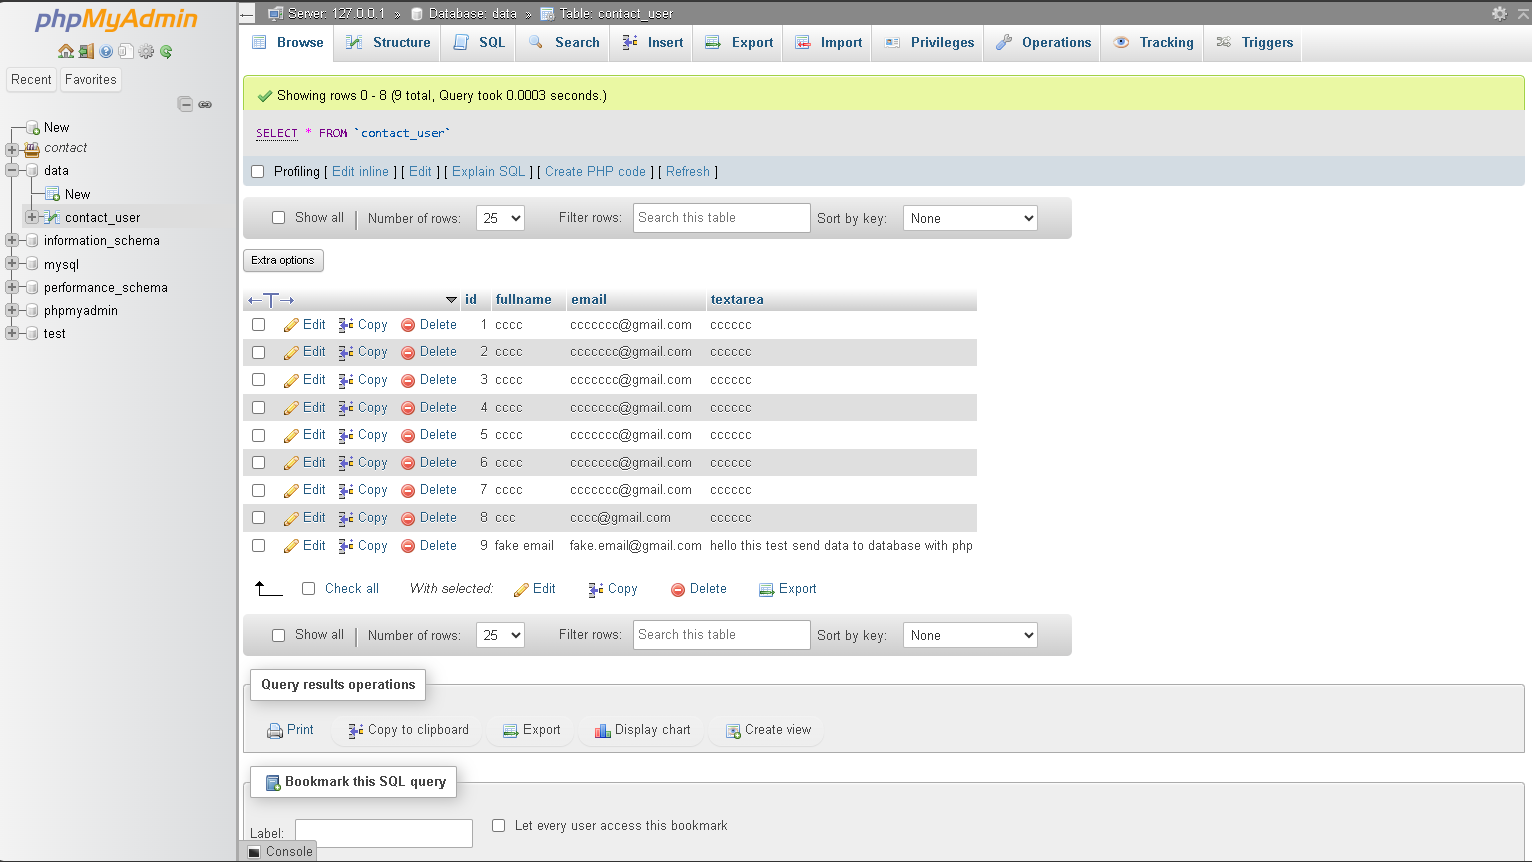 phpMyAdmin
Recent Favorites
New
contact
data
New
contact_user
information_schema
mysql
performance_schema
phpmyadmin
test
Server: 127.0.0.1 » Database: data » Table: contact_user
Browse Structure SQL Search Insert Export Import Privileges Operations Tracking Triggers
Showing rows 0 - 8 (9 total, Query took 0.0003 seconds.)
SELECT * FROM `contact_user`
Profiling [ Edit inline ] [ Edit ] [ Explain SQL ] [ Create PHP code ] [ Refresh ]
Show all Number of rows: 25 Filter rows: Search this table Sort by key: None
Extra options
id fullname email textarea
Edit Copy Delete 1 cccc ccccccc@gmail.com cccccc
Edit Copy Delete 2 cccc ccccccc@gmail.com cccccc
Edit Copy Delete 3 cccc ccccccc@gmail.com cccccc
Edit Copy Delete 4 cccc ccccccc@gmail.com cccccc
Edit Copy Delete 5 cccc ccccccc@gmail.com cccccc
Edit Copy Delete 6 cccc ccccccc@gmail.com cccccc
Edit Copy Delete 7 cccc ccccccc@gmail.com cccccc
Edit Copy Delete 8 ccc cccc@gmail.com cccccc
Edit Copy Delete 9 fake email fake.email@gmail.com hello this test send data to database with php
Check all With selected: Edit Copy Delete Export
Show all Number of rows: 25 Filter rows: Search this table Sort by key: None
Query results operations
Print Copy to clipboard Export Display chart Create view
Bookmark this SQL query
Label: Let every user access this bookmark
Console